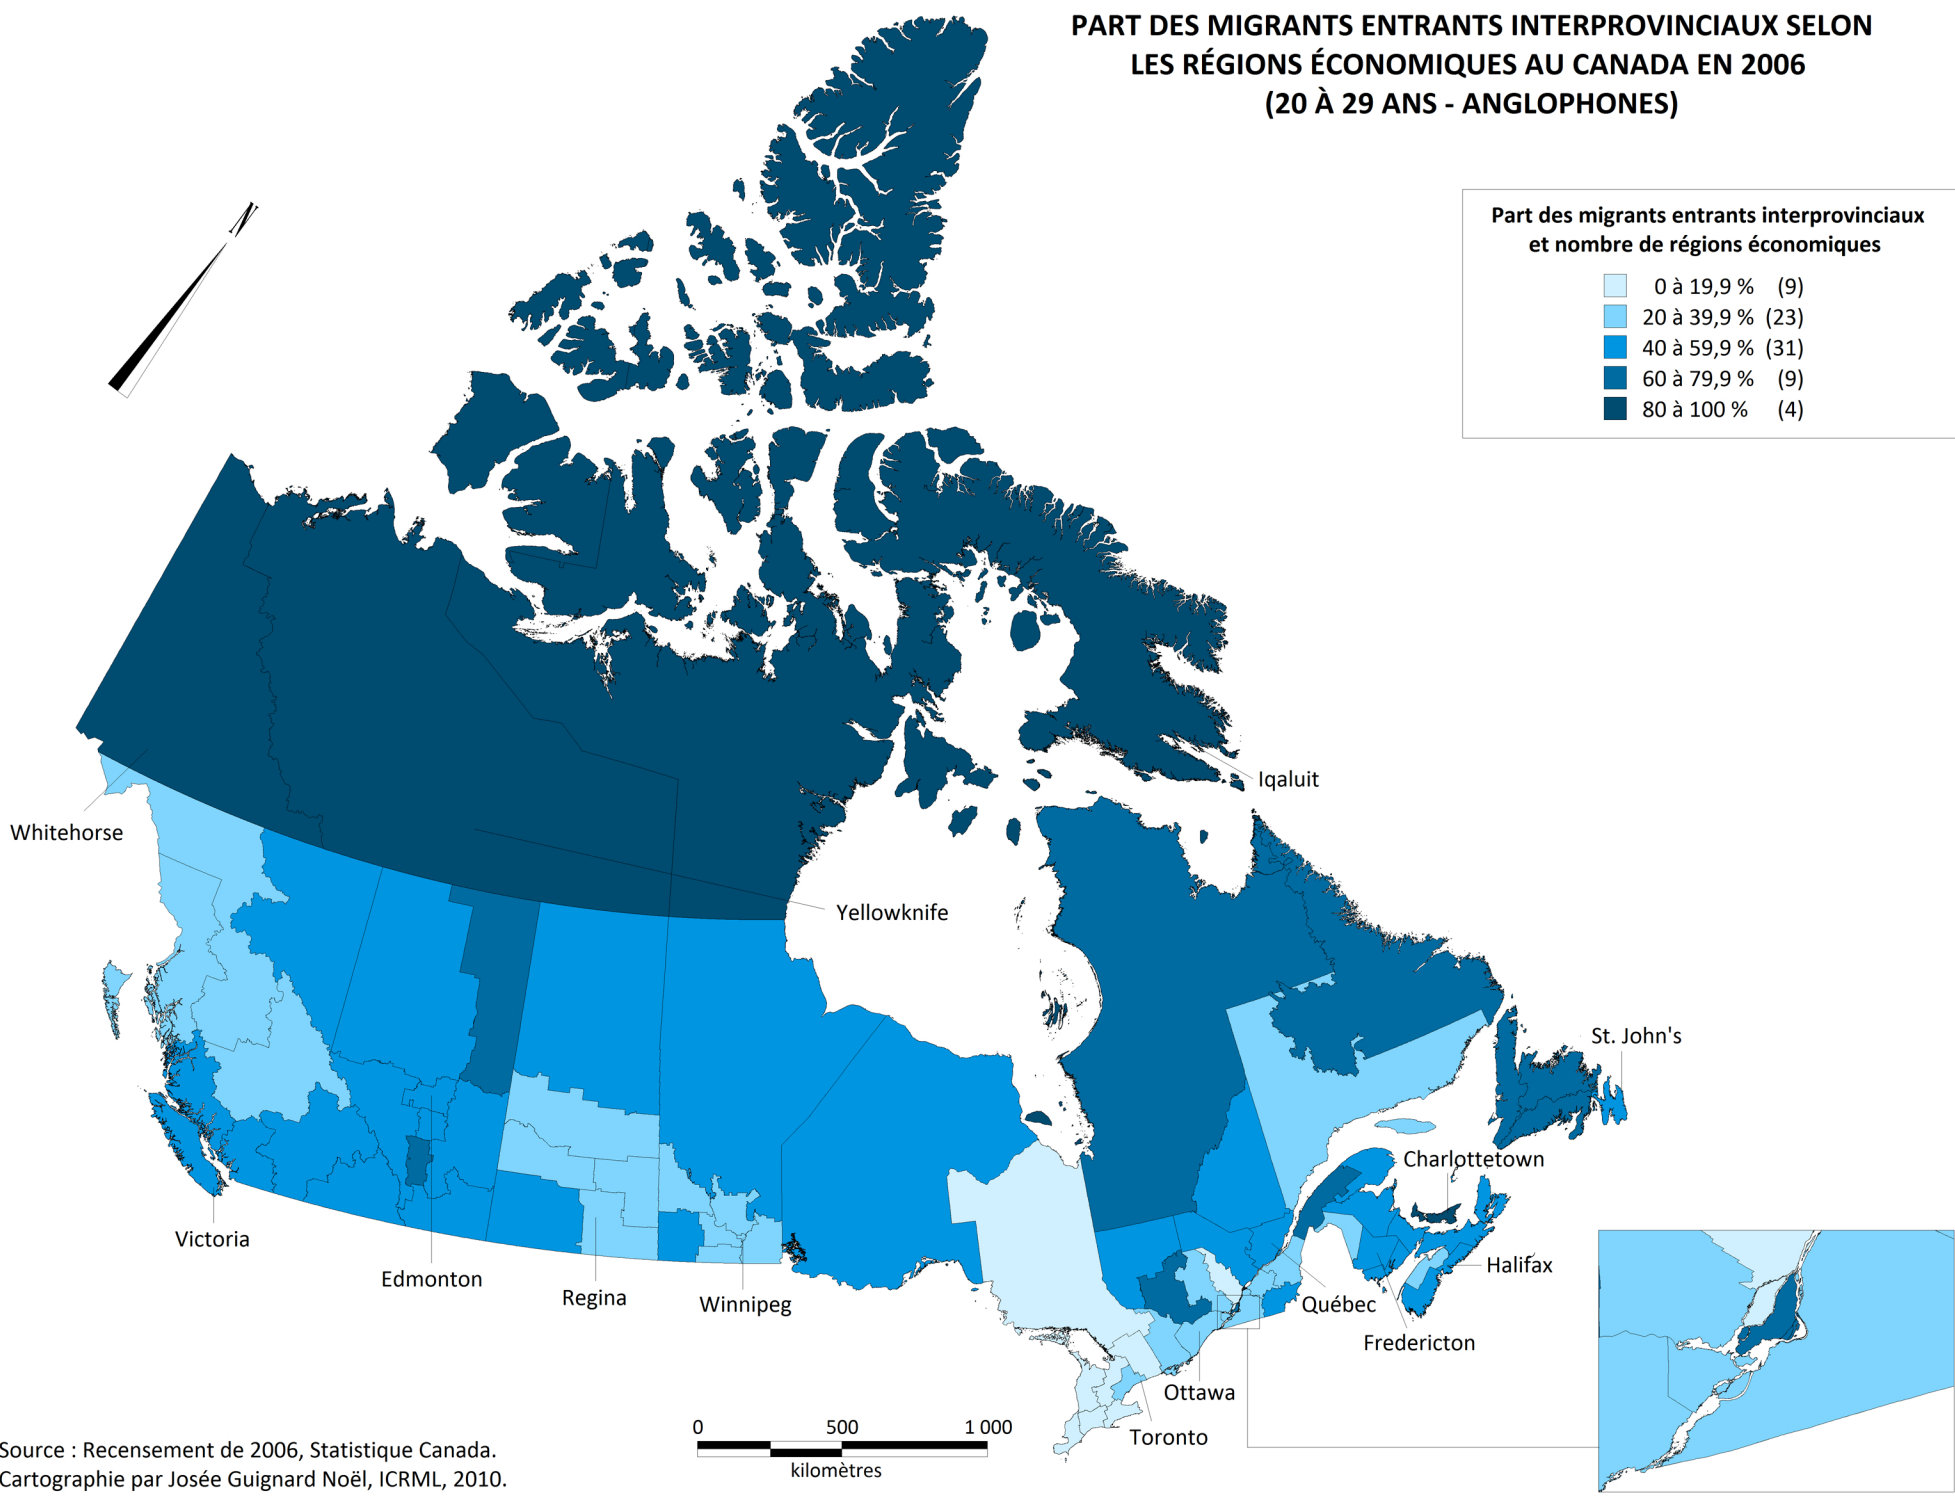 PART DES MIGRANTS ENTRANTS INTERPROVINCIAUX SELON
LES RÉGIONS ÉCONOMIQUES AU CANADA EN 2006
(20 À 29 ANS - ANGLOPHONES)
N
Part des migrants entrants interprovinciaux
et nombre de régions économiques
0 à 19,9 % (9)
20 à 39,9 % (23)
40 à 59,9 % (31)
60 à 79,9 % (9)
80 à 100 % (4)
Iqaluit
Whitehorse
Yellowknife
St. John's
Charlottetown
Victoria
Halifax
Edmonton
Regina
Winnipeg
Québec
Fredericton
Ottawa
Toronto
0 500 1 000
kilomètres
Source : Recensement de 2006, Statistique Canada.
Cartographie par Josée Guignard Noël, ICRML, 2010.